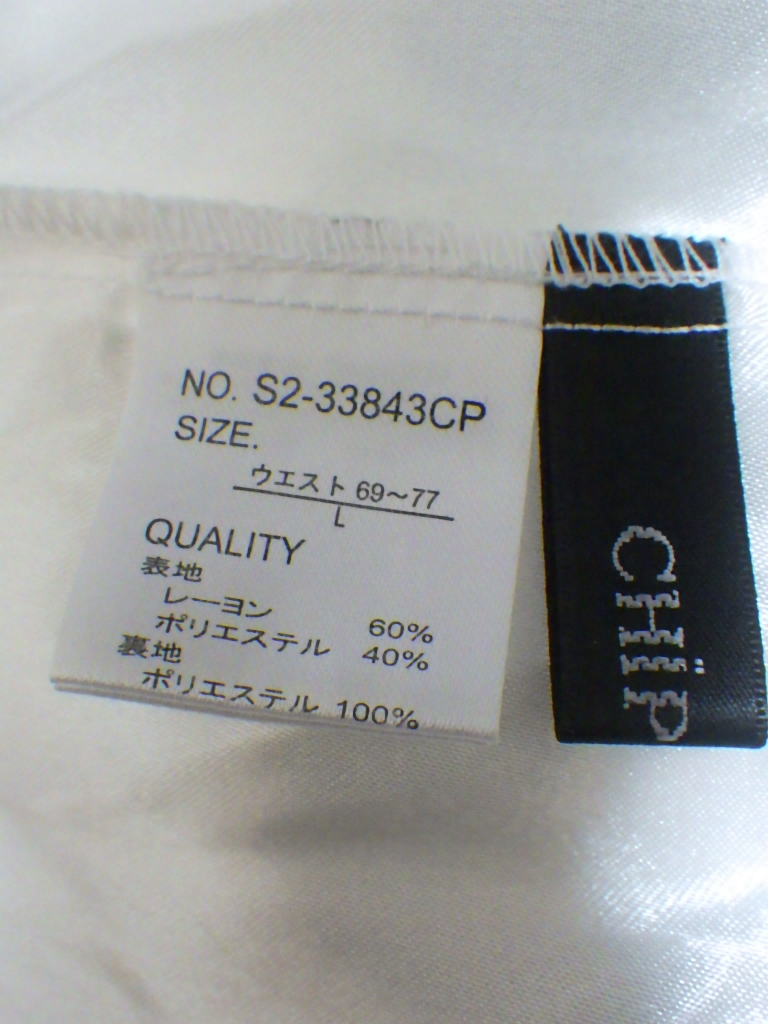 NO. S2-33843CP
SIZE.
ウエスト 69～77
L
QUALITY
表地
レーヨン 60%
ポリエステル 40%
裏地
ポリエステル 100%
CHiP